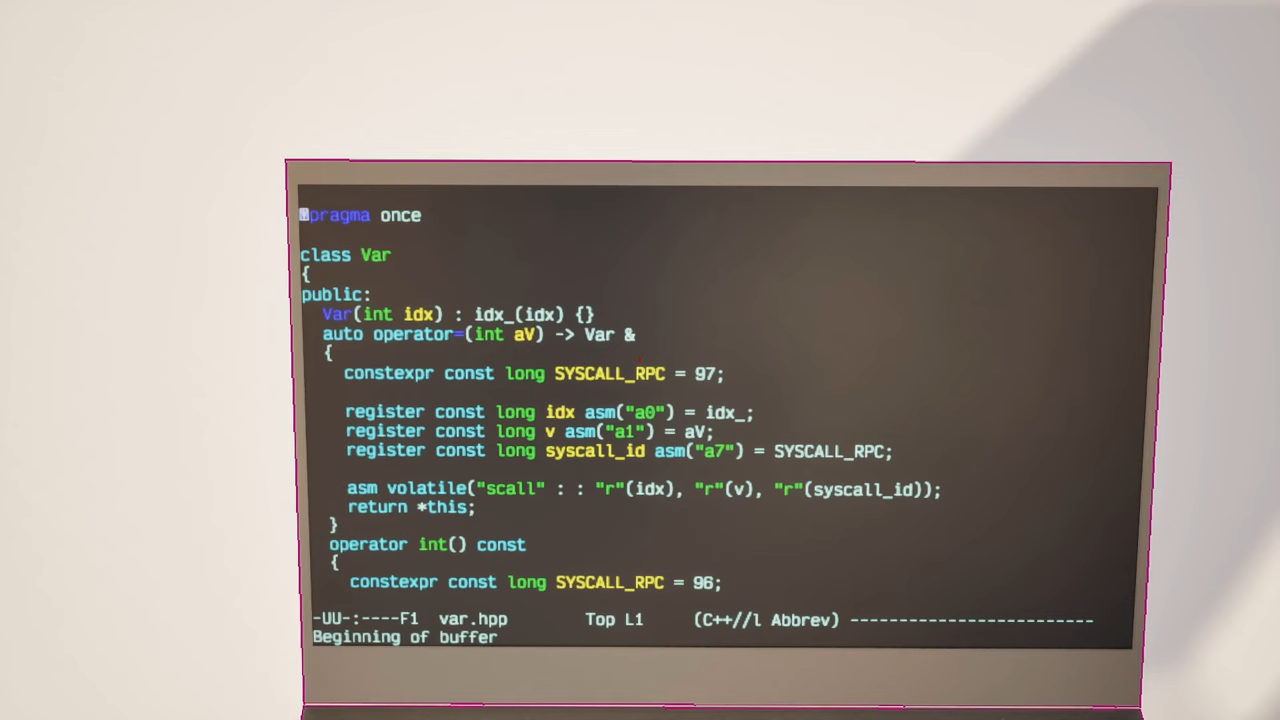 #pragma once
class Var
{
public:
Var(int idx) : idx_(idx) {}
auto operator=(int aV) -> Var &
{
constexpr const long SYSCALL_RPC = 97;
register const long idx asm("a0") = idx_;
register const long v asm("a1") = aV;
register const long syscall_id asm("a7") = SYSCALL_RPC;
asm volatile("scall" : : "r"(idx), "r"(v), "r"(syscall_id));
return *this;
}
operator int() const
{
constexpr const long SYSCALL_RPC = 96;
-UU-:----F1 var.hpp Top L1 (C++//l Abbrev) -------------------------
Beginning of buffer